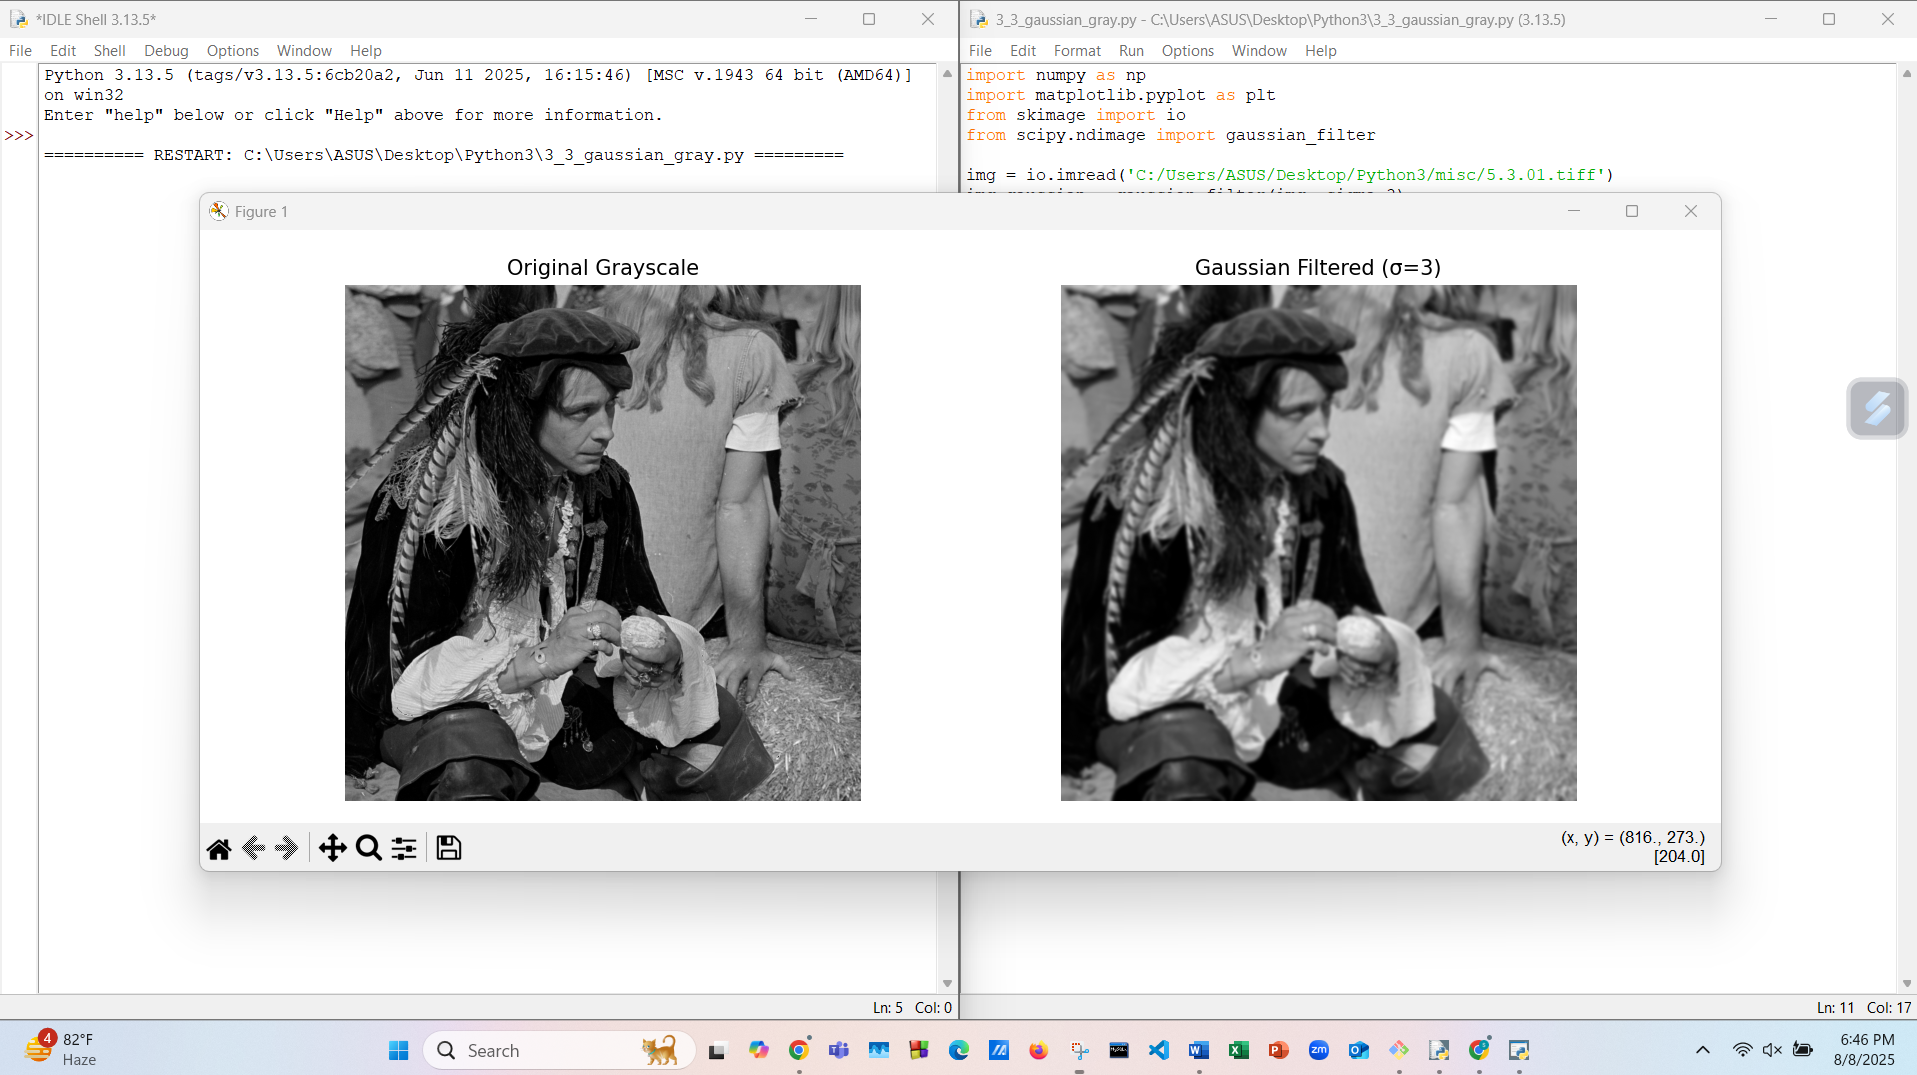 *IDLE Shell 3.13.5*
File Edit Shell Debug Options Window Help
Python 3.13.5 (tags/v3.13.5:6cb20a2, Jun 11 2025, 16:15:46) [MSC v.1943 64 bit (AMD64)]
on win32
Enter "help" below or click "Help" above for more information.
>>>
========== RESTART: C:\Users\ASUS\Desktop\Python3\3_3_gaussian_gray.py =========
3_3_gaussian_gray.py - C:\Users\ASUS\Desktop\Python3\3_3_gaussian_gray.py (3.13.5)
File Edit Format Run Options Window Help
import numpy as np
import matplotlib.pyplot as plt
from skimage import io
from scipy.ndimage import gaussian_filter
img = io.imread('C:/Users/ASUS/Desktop/Python3/misc/5.3.01.tiff')
Figure 1
Original Grayscale
Gaussian Filtered (σ=3)
(x, y) = (816., 273.)
[204.0]
Ln: 5 Col: 0
Ln: 11 Col: 17
4
82°F
Haze
Search
zm
6:46 PM
8/8/2025